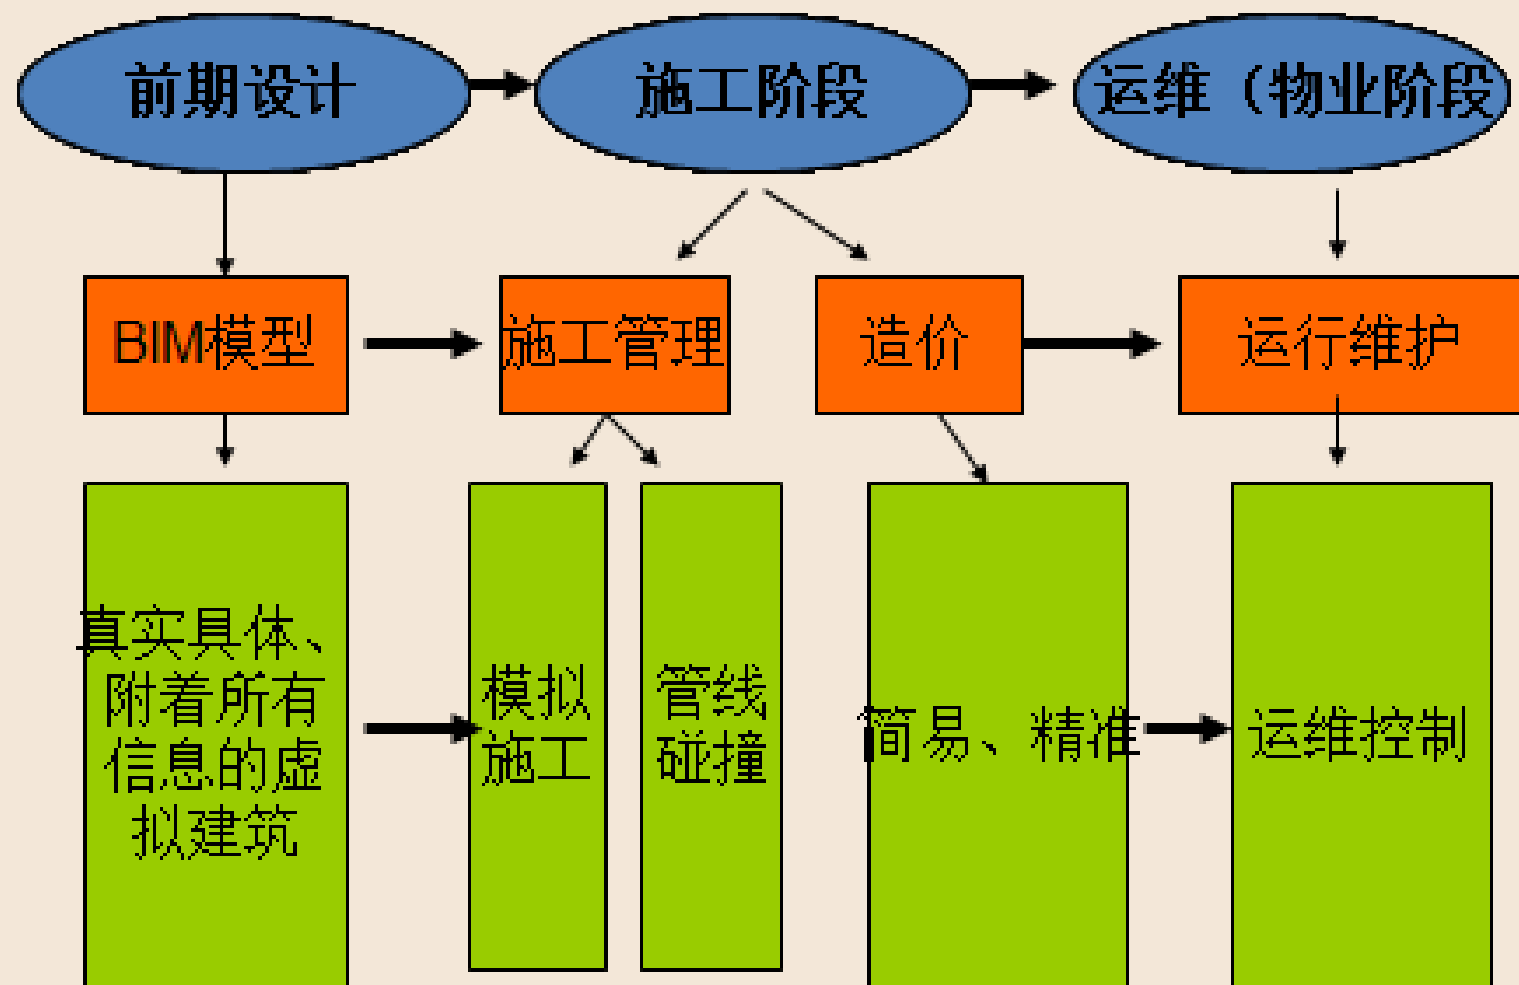 前期设计
施工阶段
运维（物业阶段
BIM模型
施工管理
造价
运行维护
真实具体、
附着所有
信息的虚
拟建筑
模拟
施工
管线
碰撞
简易、精准
运维控制